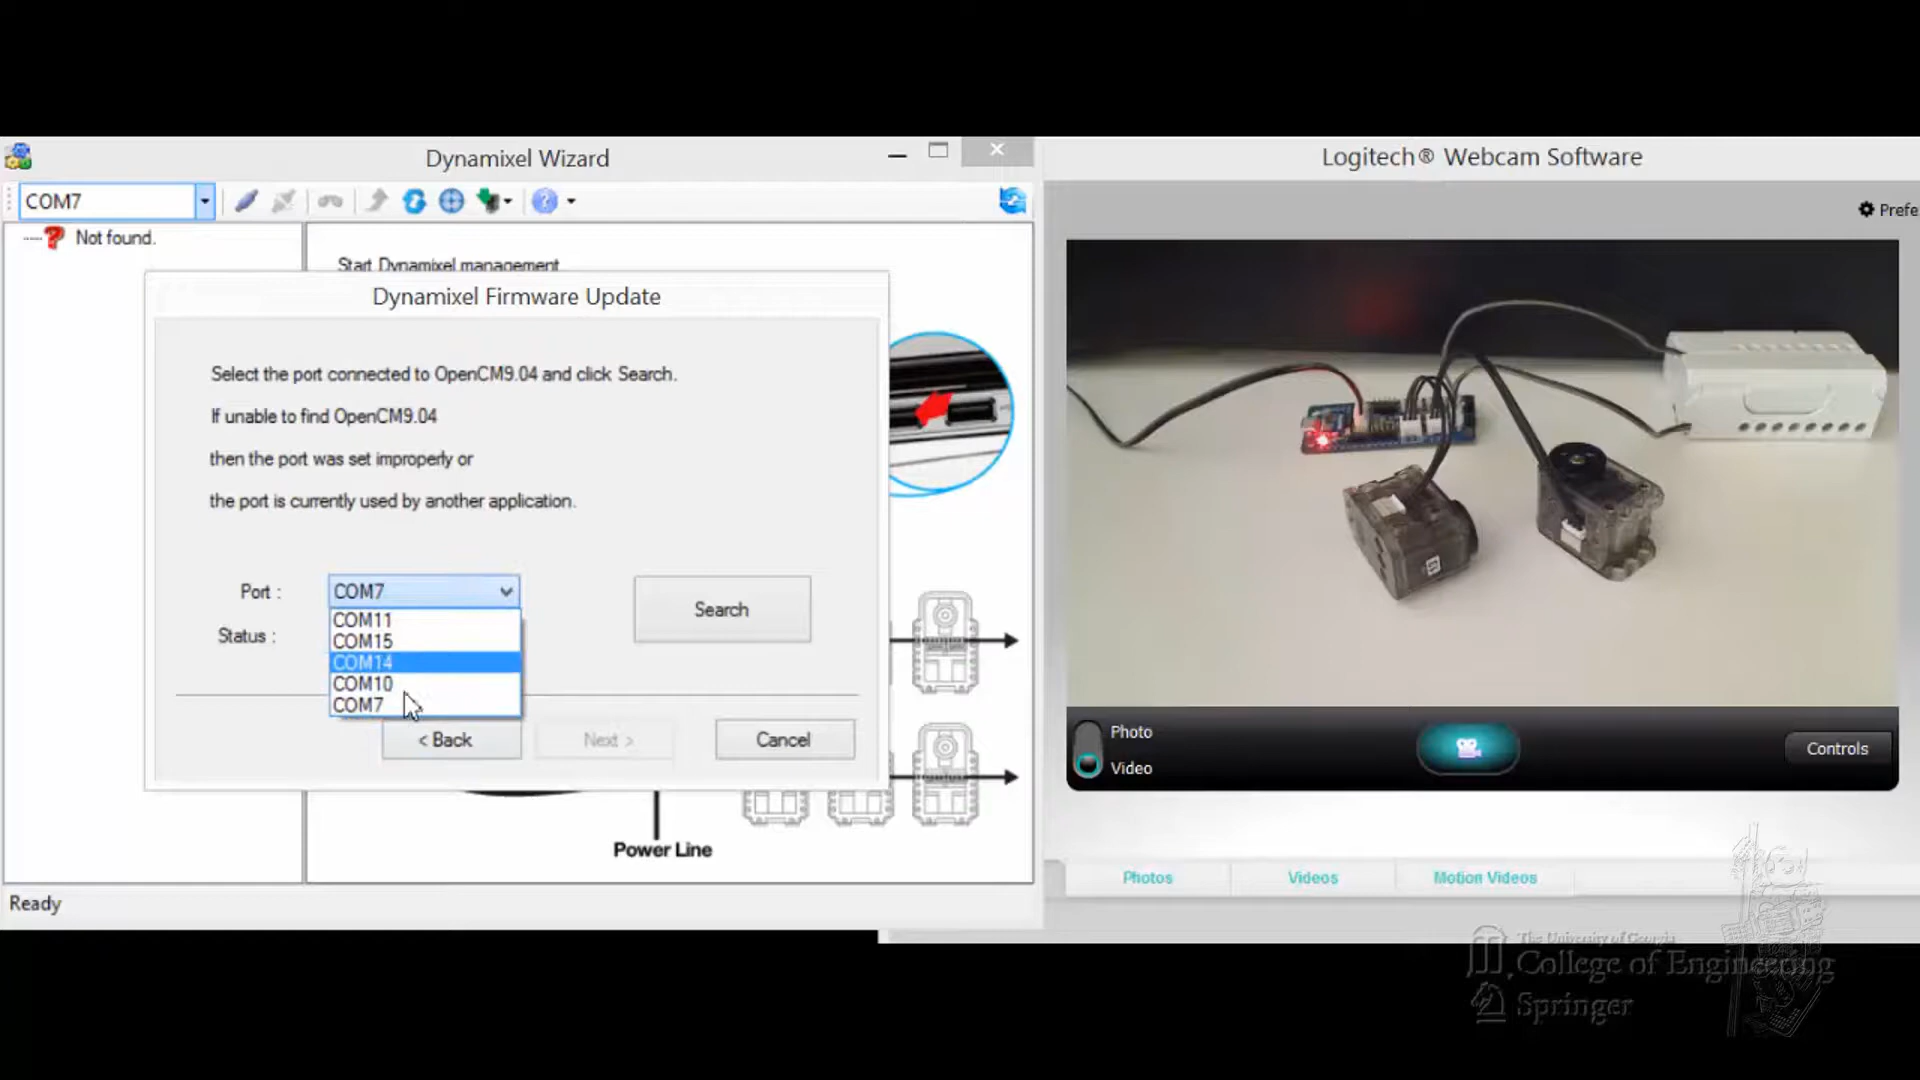 Dynamixel Wizard
COM7
Not found.
Start Dynamixel management
Dynamixel Firmware Update
Select the port connected to OpenCM9.04 and click Search.
If unable to find OpenCM9.04
then the port was set improperly or
the port is currently used by another application.
Port :
COM7
COM11
COM15
COM14
COM10
COM7
Status :
Search
< Back
Next >
Cancel
Power Line
Ready
Logitech® Webcam Software
Prefe
Photo
Video
Controls
Photos
Videos
Motion Videos
The University of Georgia
College of Engineering
Springer